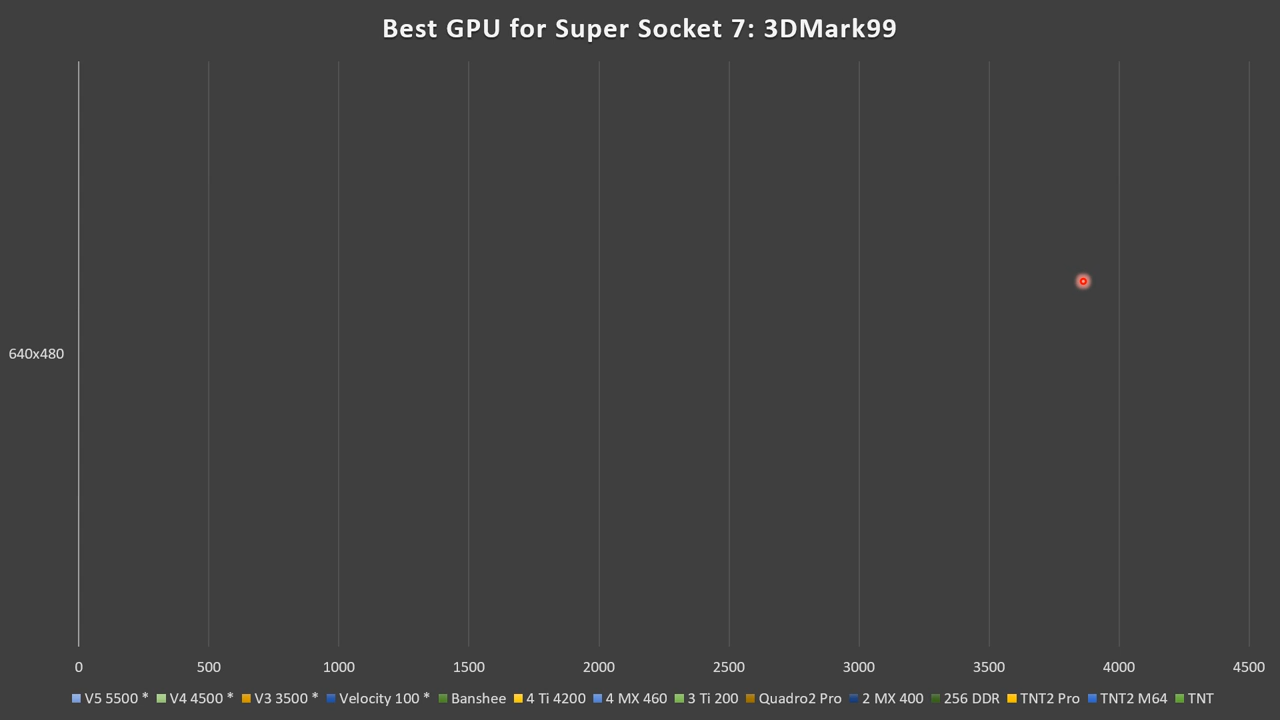 Best GPU for Super Socket 7: 3DMark99
640x480
0 500 1000 1500 2000 2500 3000 3500 4000 4500
V5 5500 * V4 4500 * V3 3500 * Velocity 100 * Banshee 4 Ti 4200 4 MX 460 3 Ti 200 Quadro2 Pro 2 MX 400 256 DDR TNT2 Pro TNT2 M64 TNT